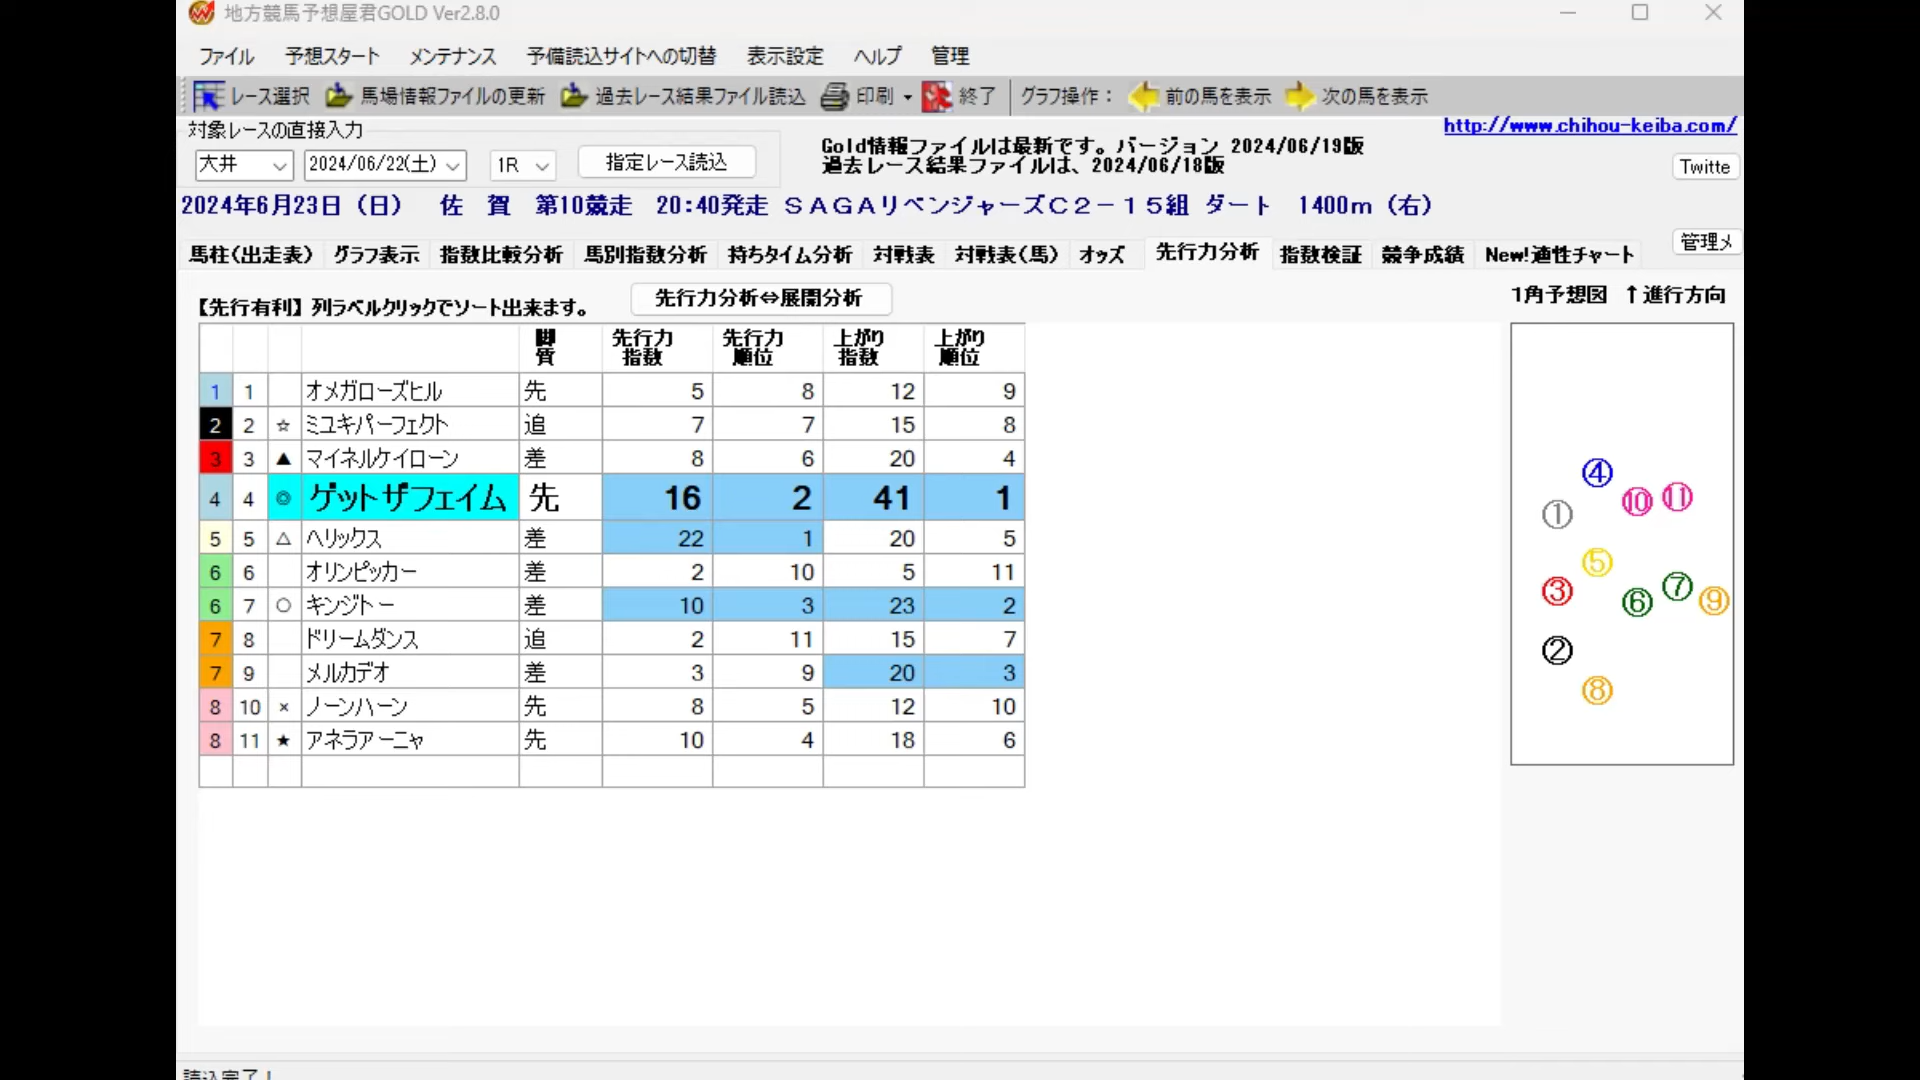 地方競馬予想屋君GOLD Ver2.8.0
ファイル 予想スタート メンテナンス 予備読込サイトへの切替 表示設定 ヘルプ 管理
レース選択 馬場情報ファイルの更新 過去レース結果ファイル読込 印刷 終了 グラフ操作： 前の馬を表示 次の馬を表示
対象レースの直接入力
http://www.chihou-keiba.com/
大井 2024/06/22(土) 1R 指定レース読込
Gold情報ファイルは最新です。バージョン 2024/06/19版
過去レース結果ファイルは、2024/06/18版
Twitte
2024年6月23日（日） 佐 賀 第10競走 20:40発走 ＳＡＧＡリベンジャーズＣ２－１５組 ダート 1400m（右）
管理メ
馬柱(出走表) グラフ表示 指数比較分析 馬別指数分析 持ちタイム分析 対戦表 対戦表(馬) オッズ 先行力分析 指数検証 競争成績 New!適性チャート
【先行有利】列ラベルクリックでソート出来ます。 先行力分析⇔展開分析 1角予想図 ↑進行方向
脚質 先行力指数 先行力順位 上がり指数 上がり順位
1 1 オメガローズヒル 先 5 8 12 9
2 2 ☆ ミユキパーフェクト 追 7 7 15 8
3 3 ▲ マイネルケイローン 差 8 6 20 4
4 4 ◎ ゲットザフェイム 先 16 2 41 1
5 5 △ ヘリックス 差 22 1 20 5
6 6 オリンピッカー 差 2 10 5 11
6 7 ○ キンジトー 差 10 3 23 2
7 8 ドリームダンス 追 2 11 15 7
7 9 メルカデオ 差 3 9 20 3
8 10 × ノーンハーン 先 8 5 12 10
8 11 ★ アネラアーニャ 先 10 4 18 6
④
① ⑩ ⑪
⑤
③ ⑥ ⑦ ⑨
②
⑧
読込完了！